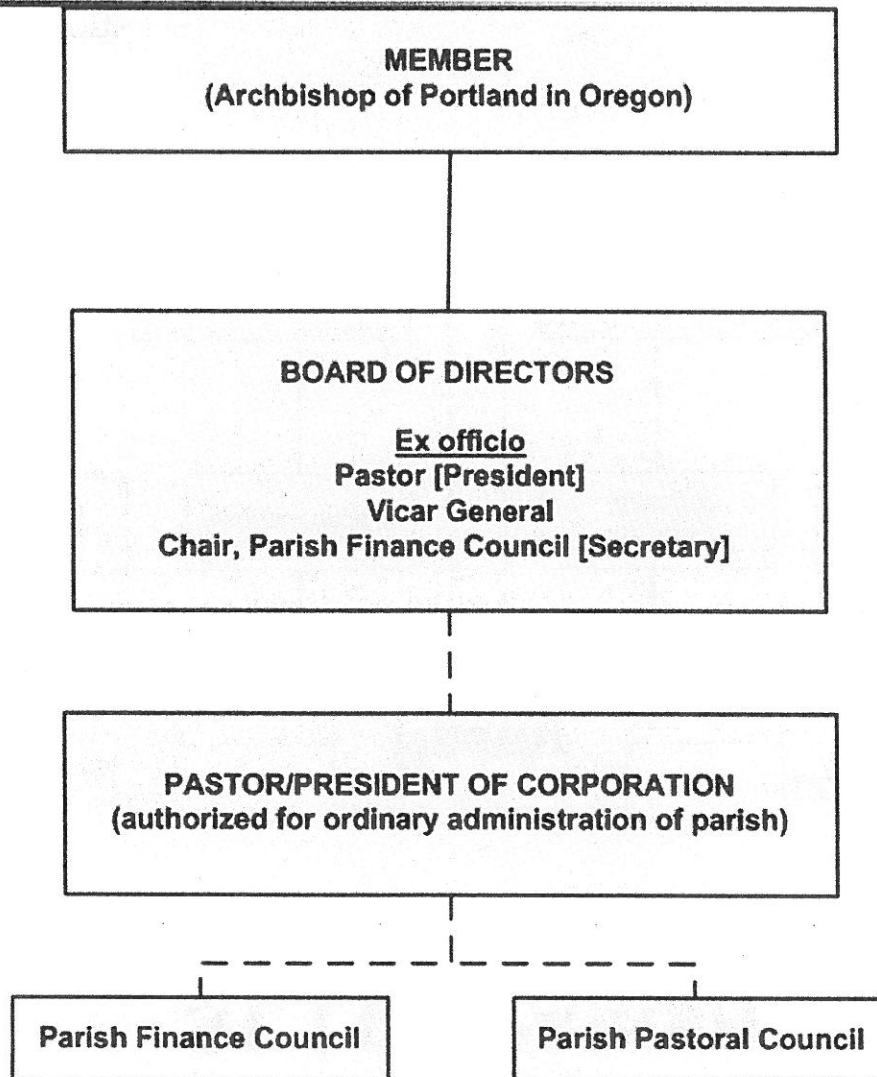 MEMBER
(Archbishop of Portland in Oregon)
BOARD OF DIRECTORS
Ex officio
Pastor [President]
Vicar General
Chair, Parish Finance Council [Secretary]
PASTOR/PRESIDENT OF CORPORATION
(authorized for ordinary administration of parish)
Parish Finance Council
Parish Pastoral Council